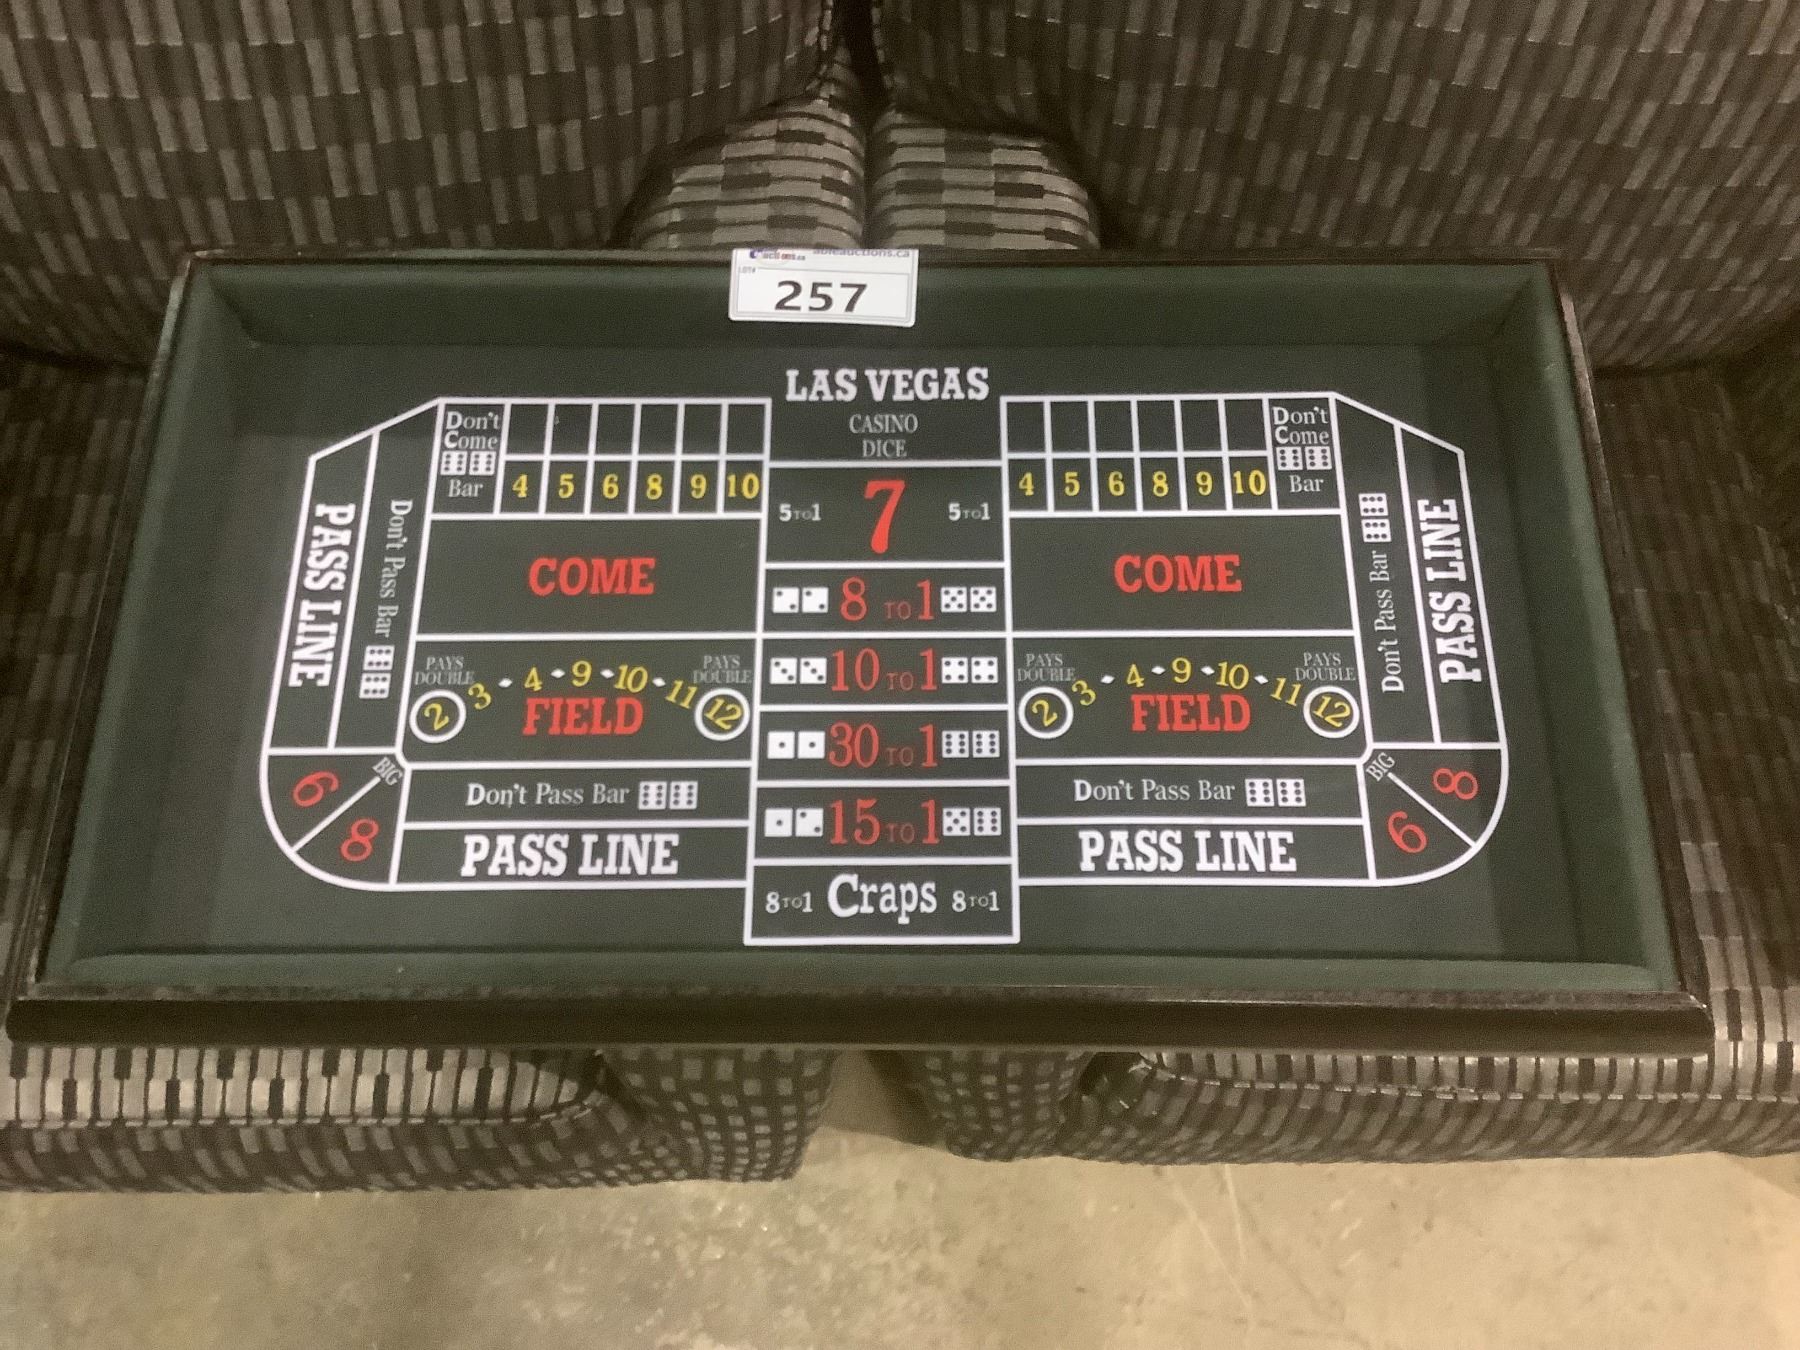 ableauctions.ca
LOT#
257
LAS VEGAS
CASINO
DICE
Don't
Come
Bar
4 5 6 8 9 10
COME
PAYS
DOUBLE
PAYS
DOUBLE
2 3 4 9 10 11 12
FIELD
Don't Pass Bar
PASS LINE
PASS LINE
Don't Pass Bar
BIG
6
8
5 TO 1 7 5 TO 1
8 TO 1
10 TO 1
30 TO 1
15 TO 1
8 TO 1 Craps 8 TO 1
4 5 6 8 9 10
Don't
Come
Bar
COME
PAYS
DOUBLE
PAYS
DOUBLE
2 3 4 9 10 11 12
FIELD
Don't Pass Bar
PASS LINE
Don't Pass Bar
PASS LINE
BIG
8
6